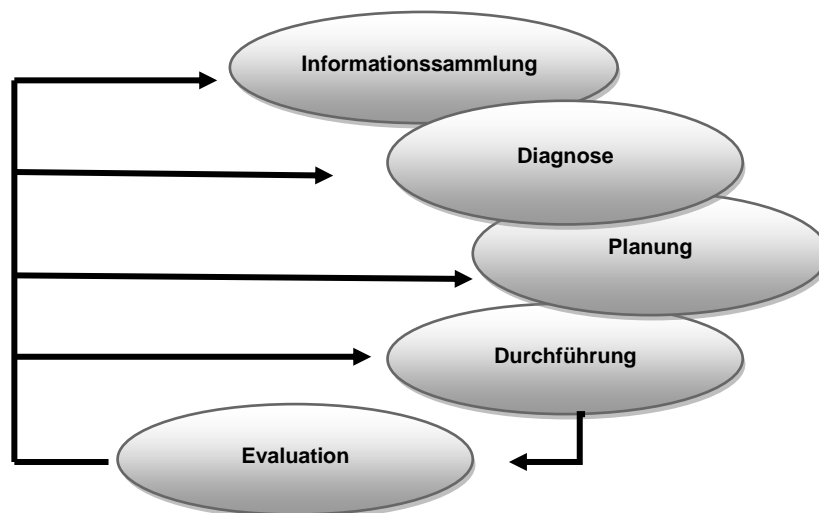 Informationssammlung
Diagnose
Planung
Durchführung
Evaluation